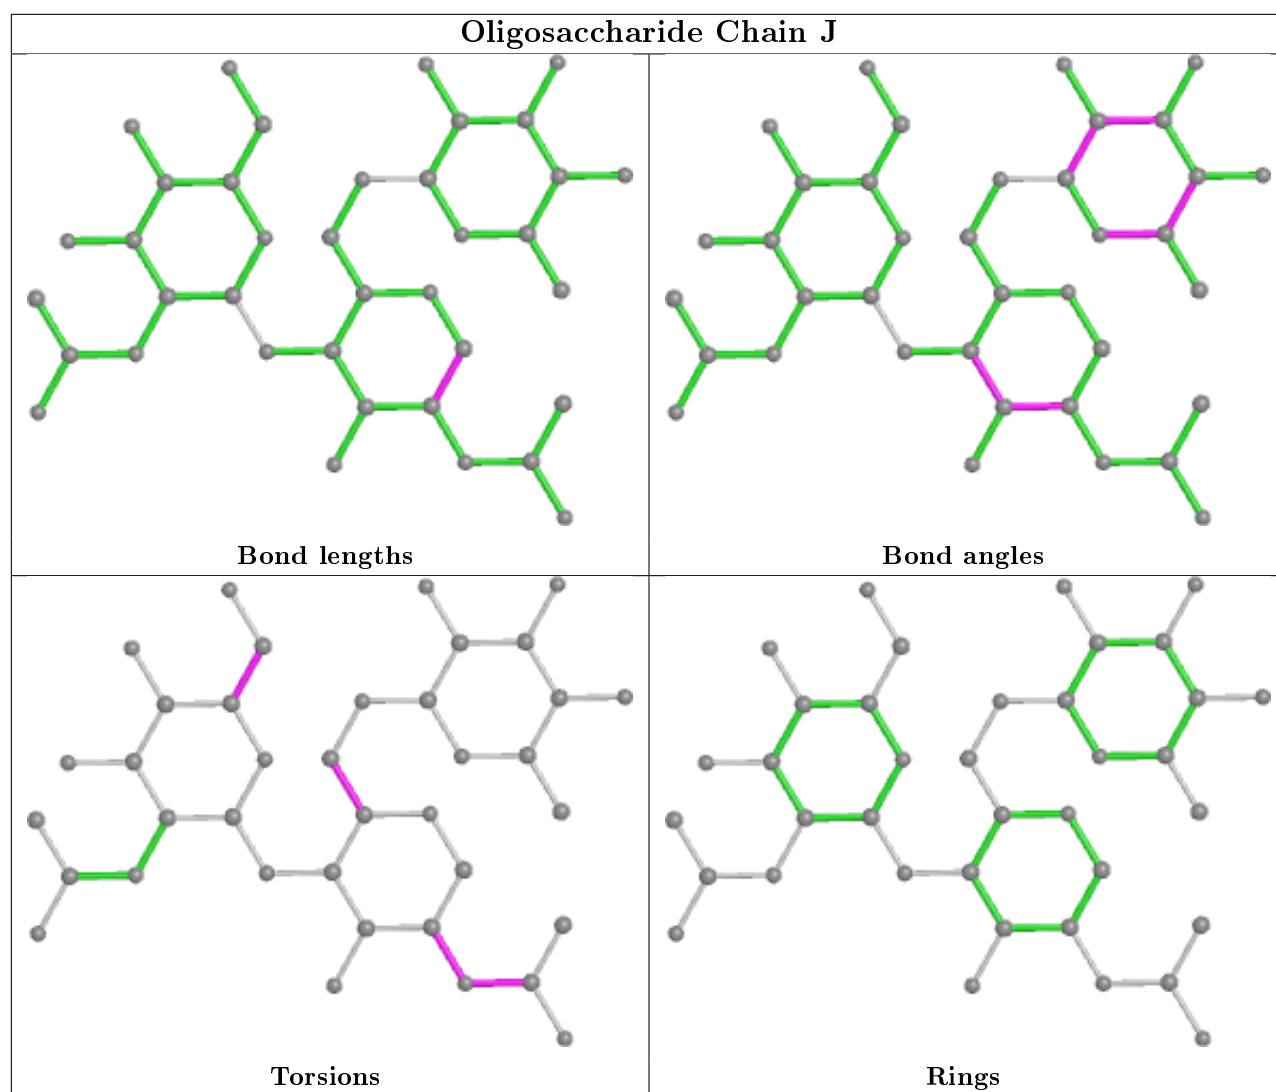 Oligosaccharide Chain J
Bond lengths
Bond angles
Torsions
Rings